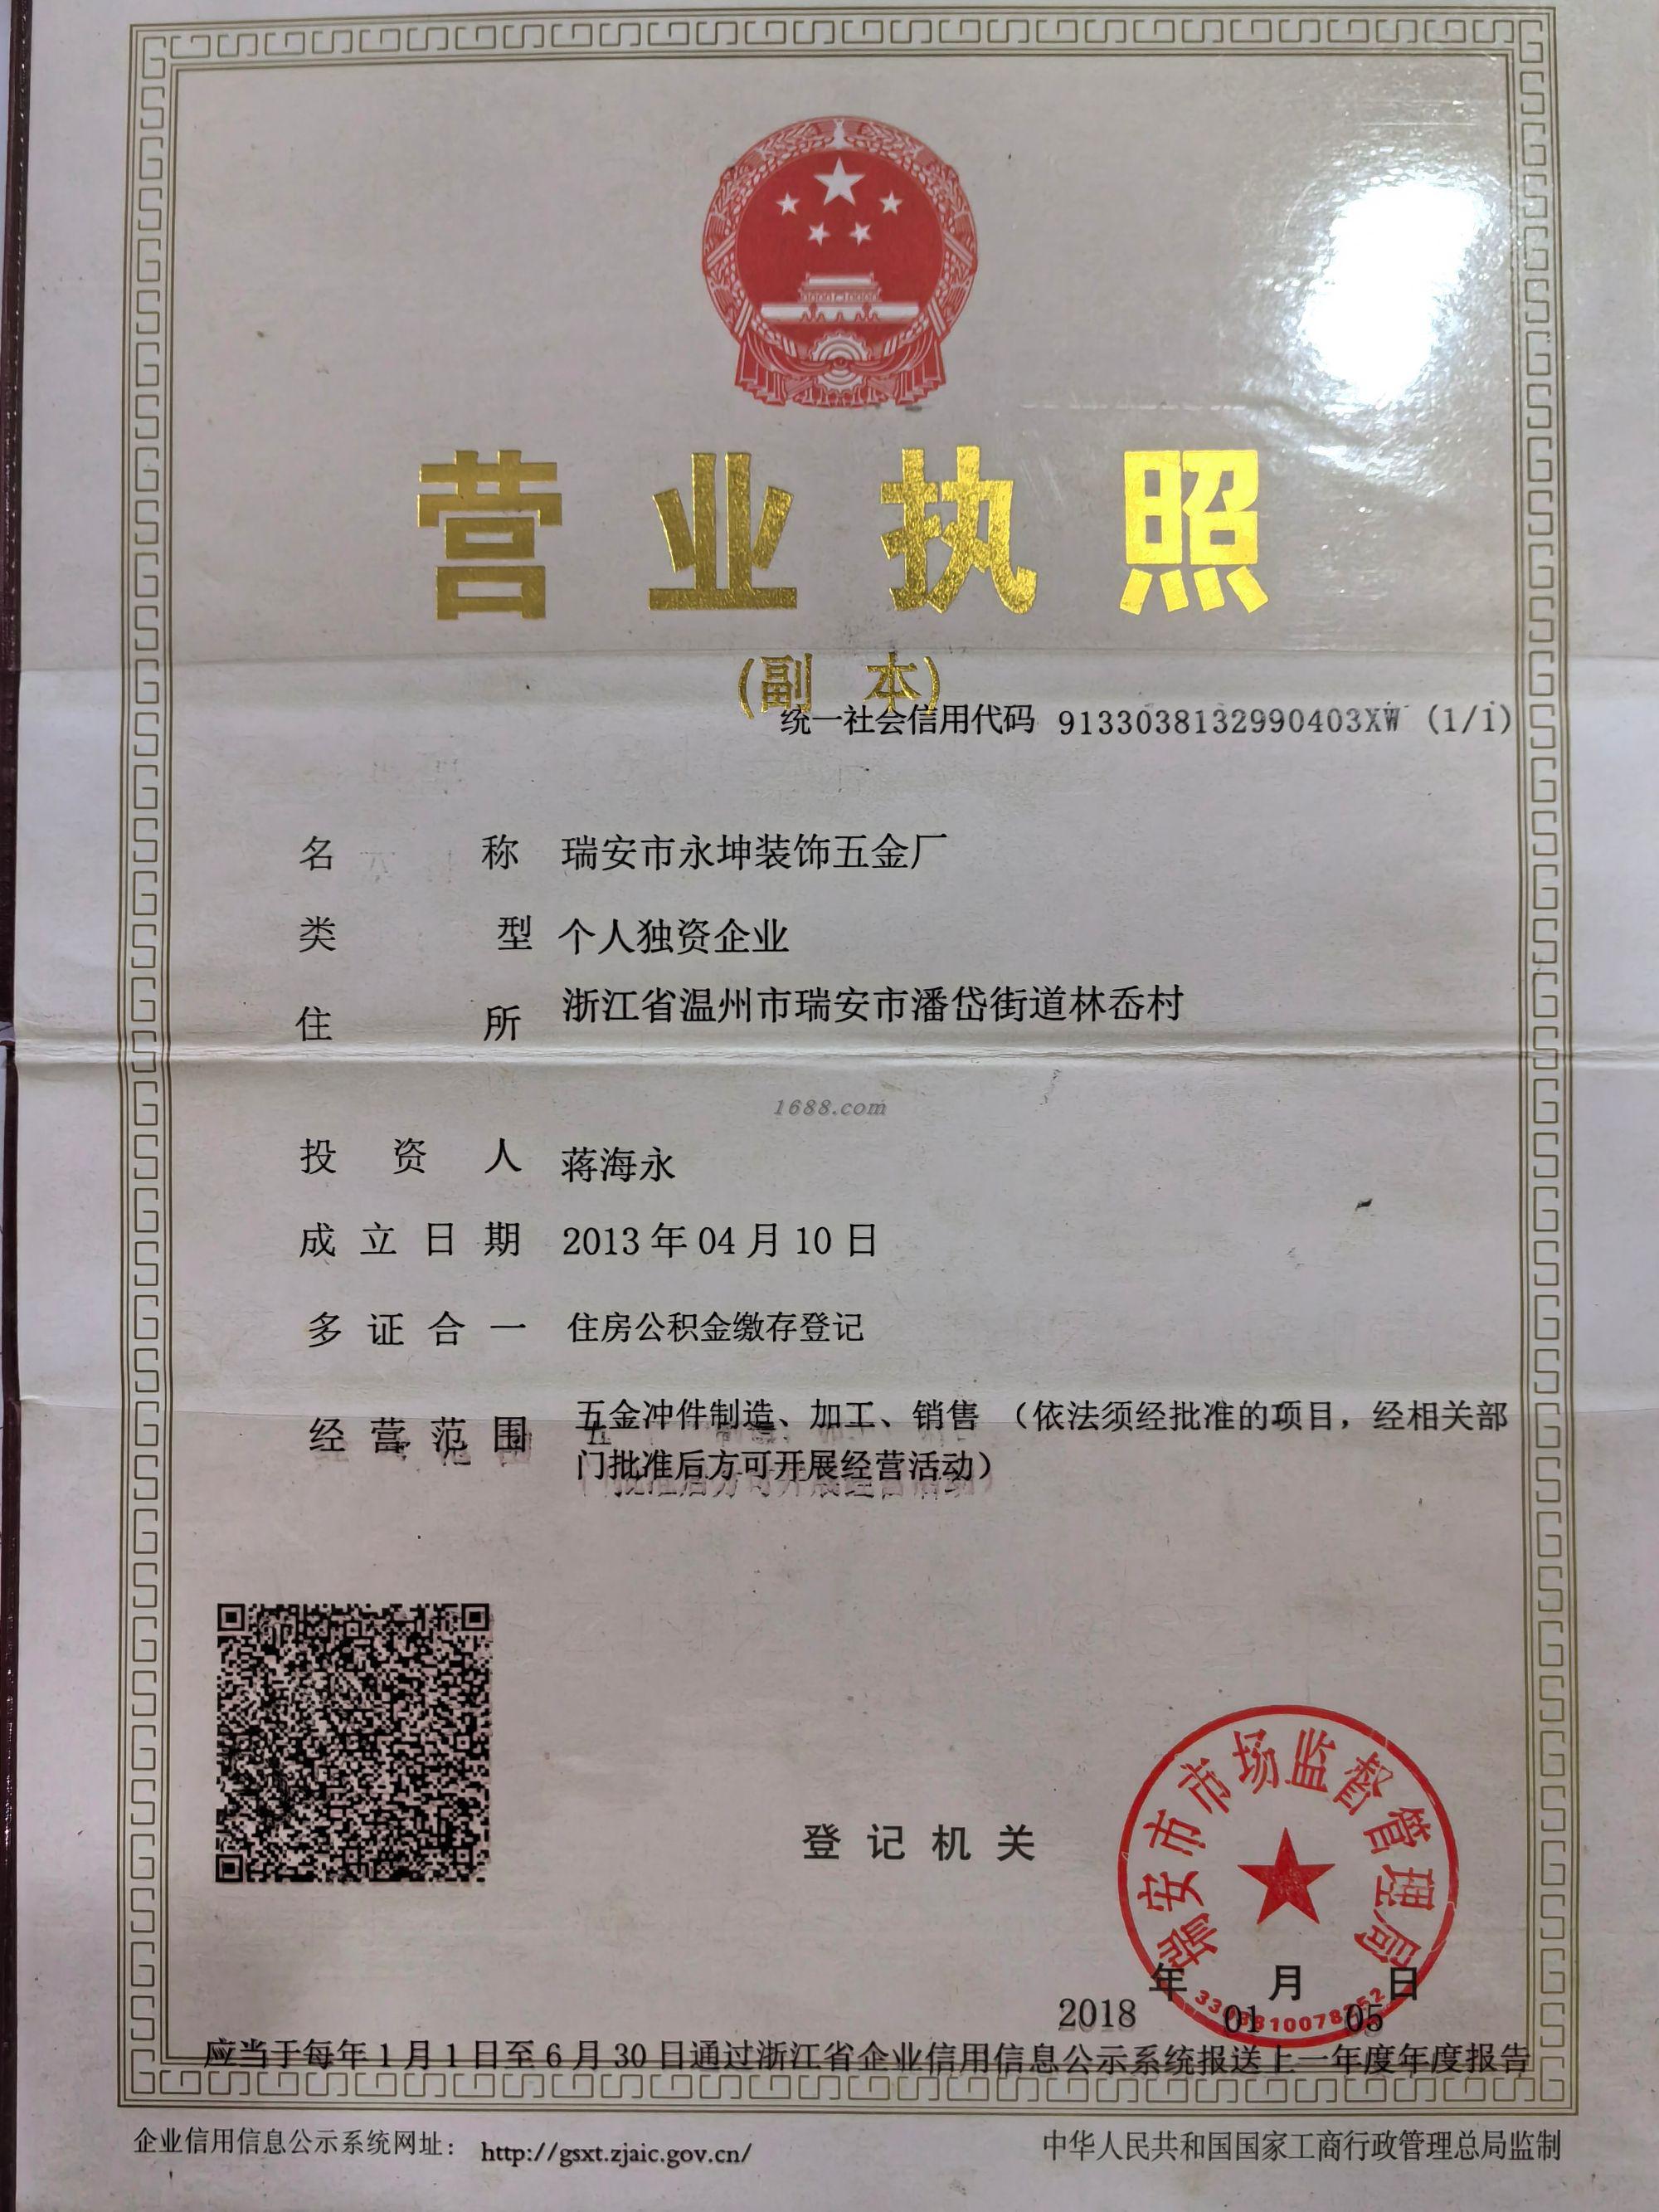 营业执照
(副 本)
统一社会信用代码 9133038132990403XW (1/1)
名 称 瑞安市永坤装饰五金厂
类 型 个人独资企业
住 所 浙江省温州市瑞安市潘岱街道林岙村
1688.com
投 资 人 蒋海永
成 立 日 期 2013 年 04 月 10 日
多 证 合 一 住房公积金缴存登记
经 营 范 围 五金冲件制造、加工、销售 （依法须经批准的项目，经相关部
门批准后方可开展经营活动）
瑞安市市场监督管理局
登 记 机 关
年 月 日
2018 01 05
应当于每年 1 月 1 日至 6 月 30 日通过浙江省企业信用信息公示系统报送上一年度年度报告
企业信用信息公示系统网址： http://gsxt.zjaic.gov.cn/
中华人民共和国国家工商行政管理总局监制